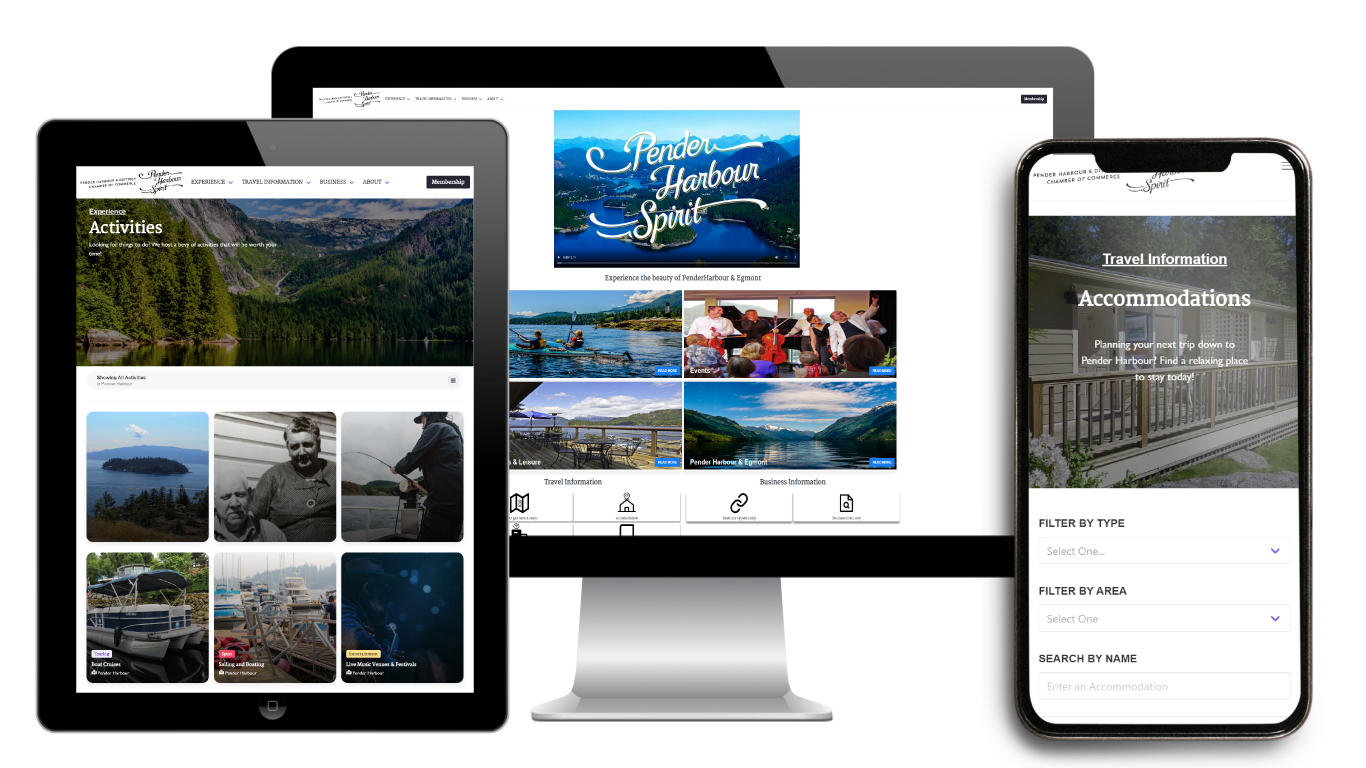 PENDER HARBOUR & DISTRICT
CHAMBER OF COMMERCE
Pender
Harbour
Spirit
EXPERIENCE
TRAVEL INFORMATION
BUSINESS
ABOUT
Membership
Experience
Activities
Looking for things to do? We host a bevy of activities that will be worth your
time!
Showing All Activities
in Pender Harbour
Touring
Boat Cruises
Pender Harbour
Sport
Sailing and Boating
Pender Harbour
Entertainment
Live Music Venues & Festivals
Pender Harbour
Pender
Harbour
Spirit
EXPERIENCE
TRAVEL INFORMATION
BUSINESS
ABOUT
Membership
Pender
Harbour
Spirit
Experience the beauty of PenderHarbour & Egmont
READ MORE
Events
READ MORE
& Leisure
READ MORE
Pender Harbour & Egmont
READ MORE
Travel Information
Business Information
Business Opportunity
Business Directory
PENDER HARBOUR & DI
CHAMBER OF COMMERCE
Harbour
Spirit
Travel Information
Accommodations
Planning your next trip down to
Pender Harbour? Find a relaxing place
to stay today!
FILTER BY TYPE
Select One...
FILTER BY AREA
Select One
SEARCH BY NAME
Enter an Accommodation